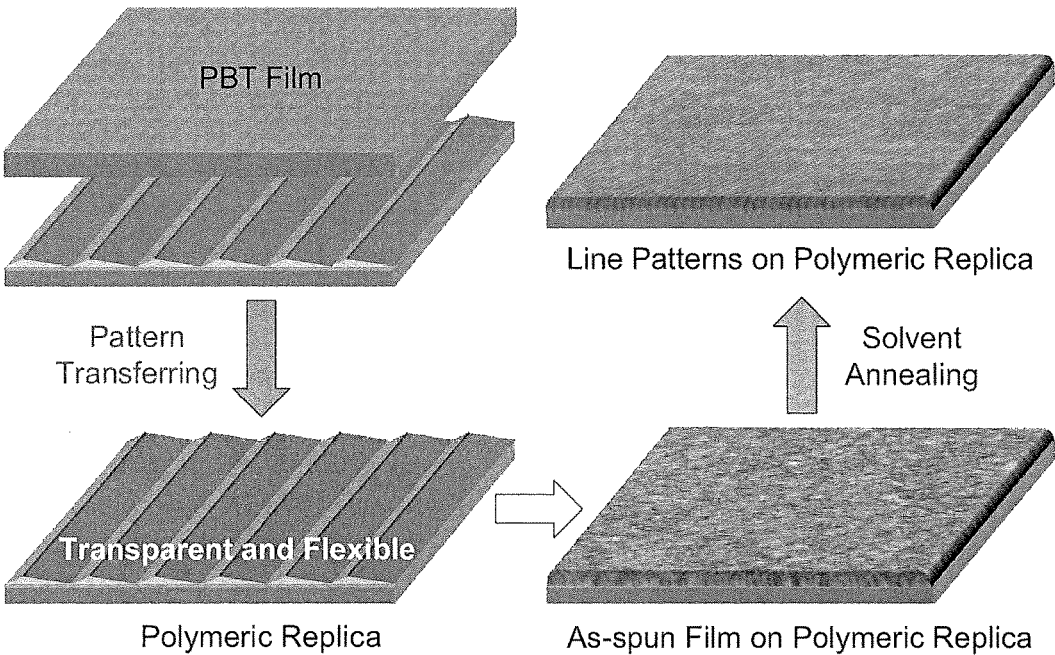 PBT Film
Pattern
Transferring
Transparent and Flexible
Polymeric Replica
As-spun Film on Polymeric Replica
Solvent
Annealing
Line Patterns on Polymeric Replica